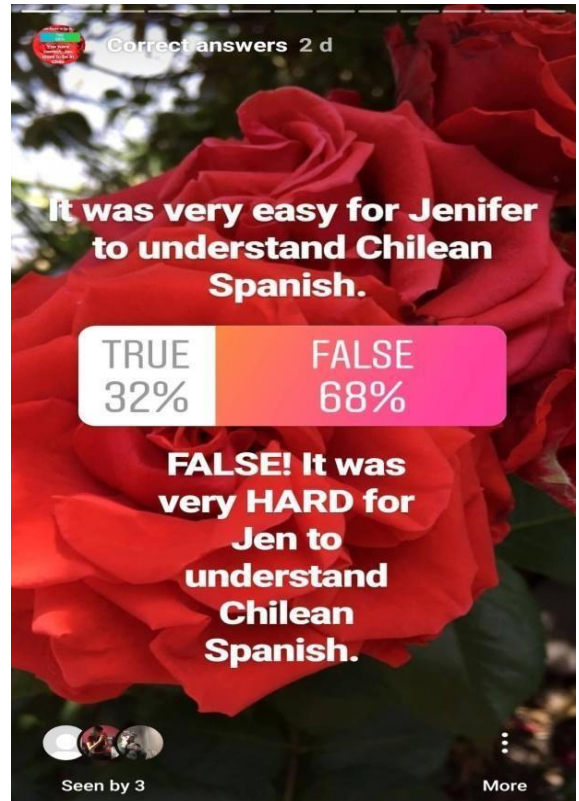 Correct answers 2 d
It was very easy for Jenifer
to understand Chilean
Spanish.
TRUE FALSE
32% 68%
FALSE! It was
very HARD for
Jen to
understand
Chilean
Spanish.
Seen by 3 More